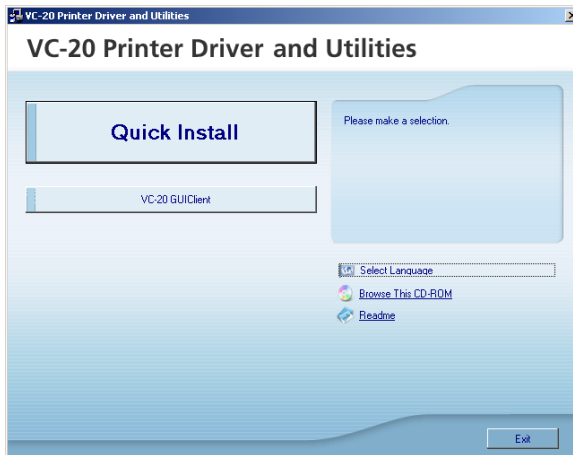 VC-20 Printer Driver and Utilities
VC-20 Printer Driver and Utilities
Quick Install
VC-20 GUIClient
Please make a selection.
Select Language
Browse This CD-ROM
Readme
Exit